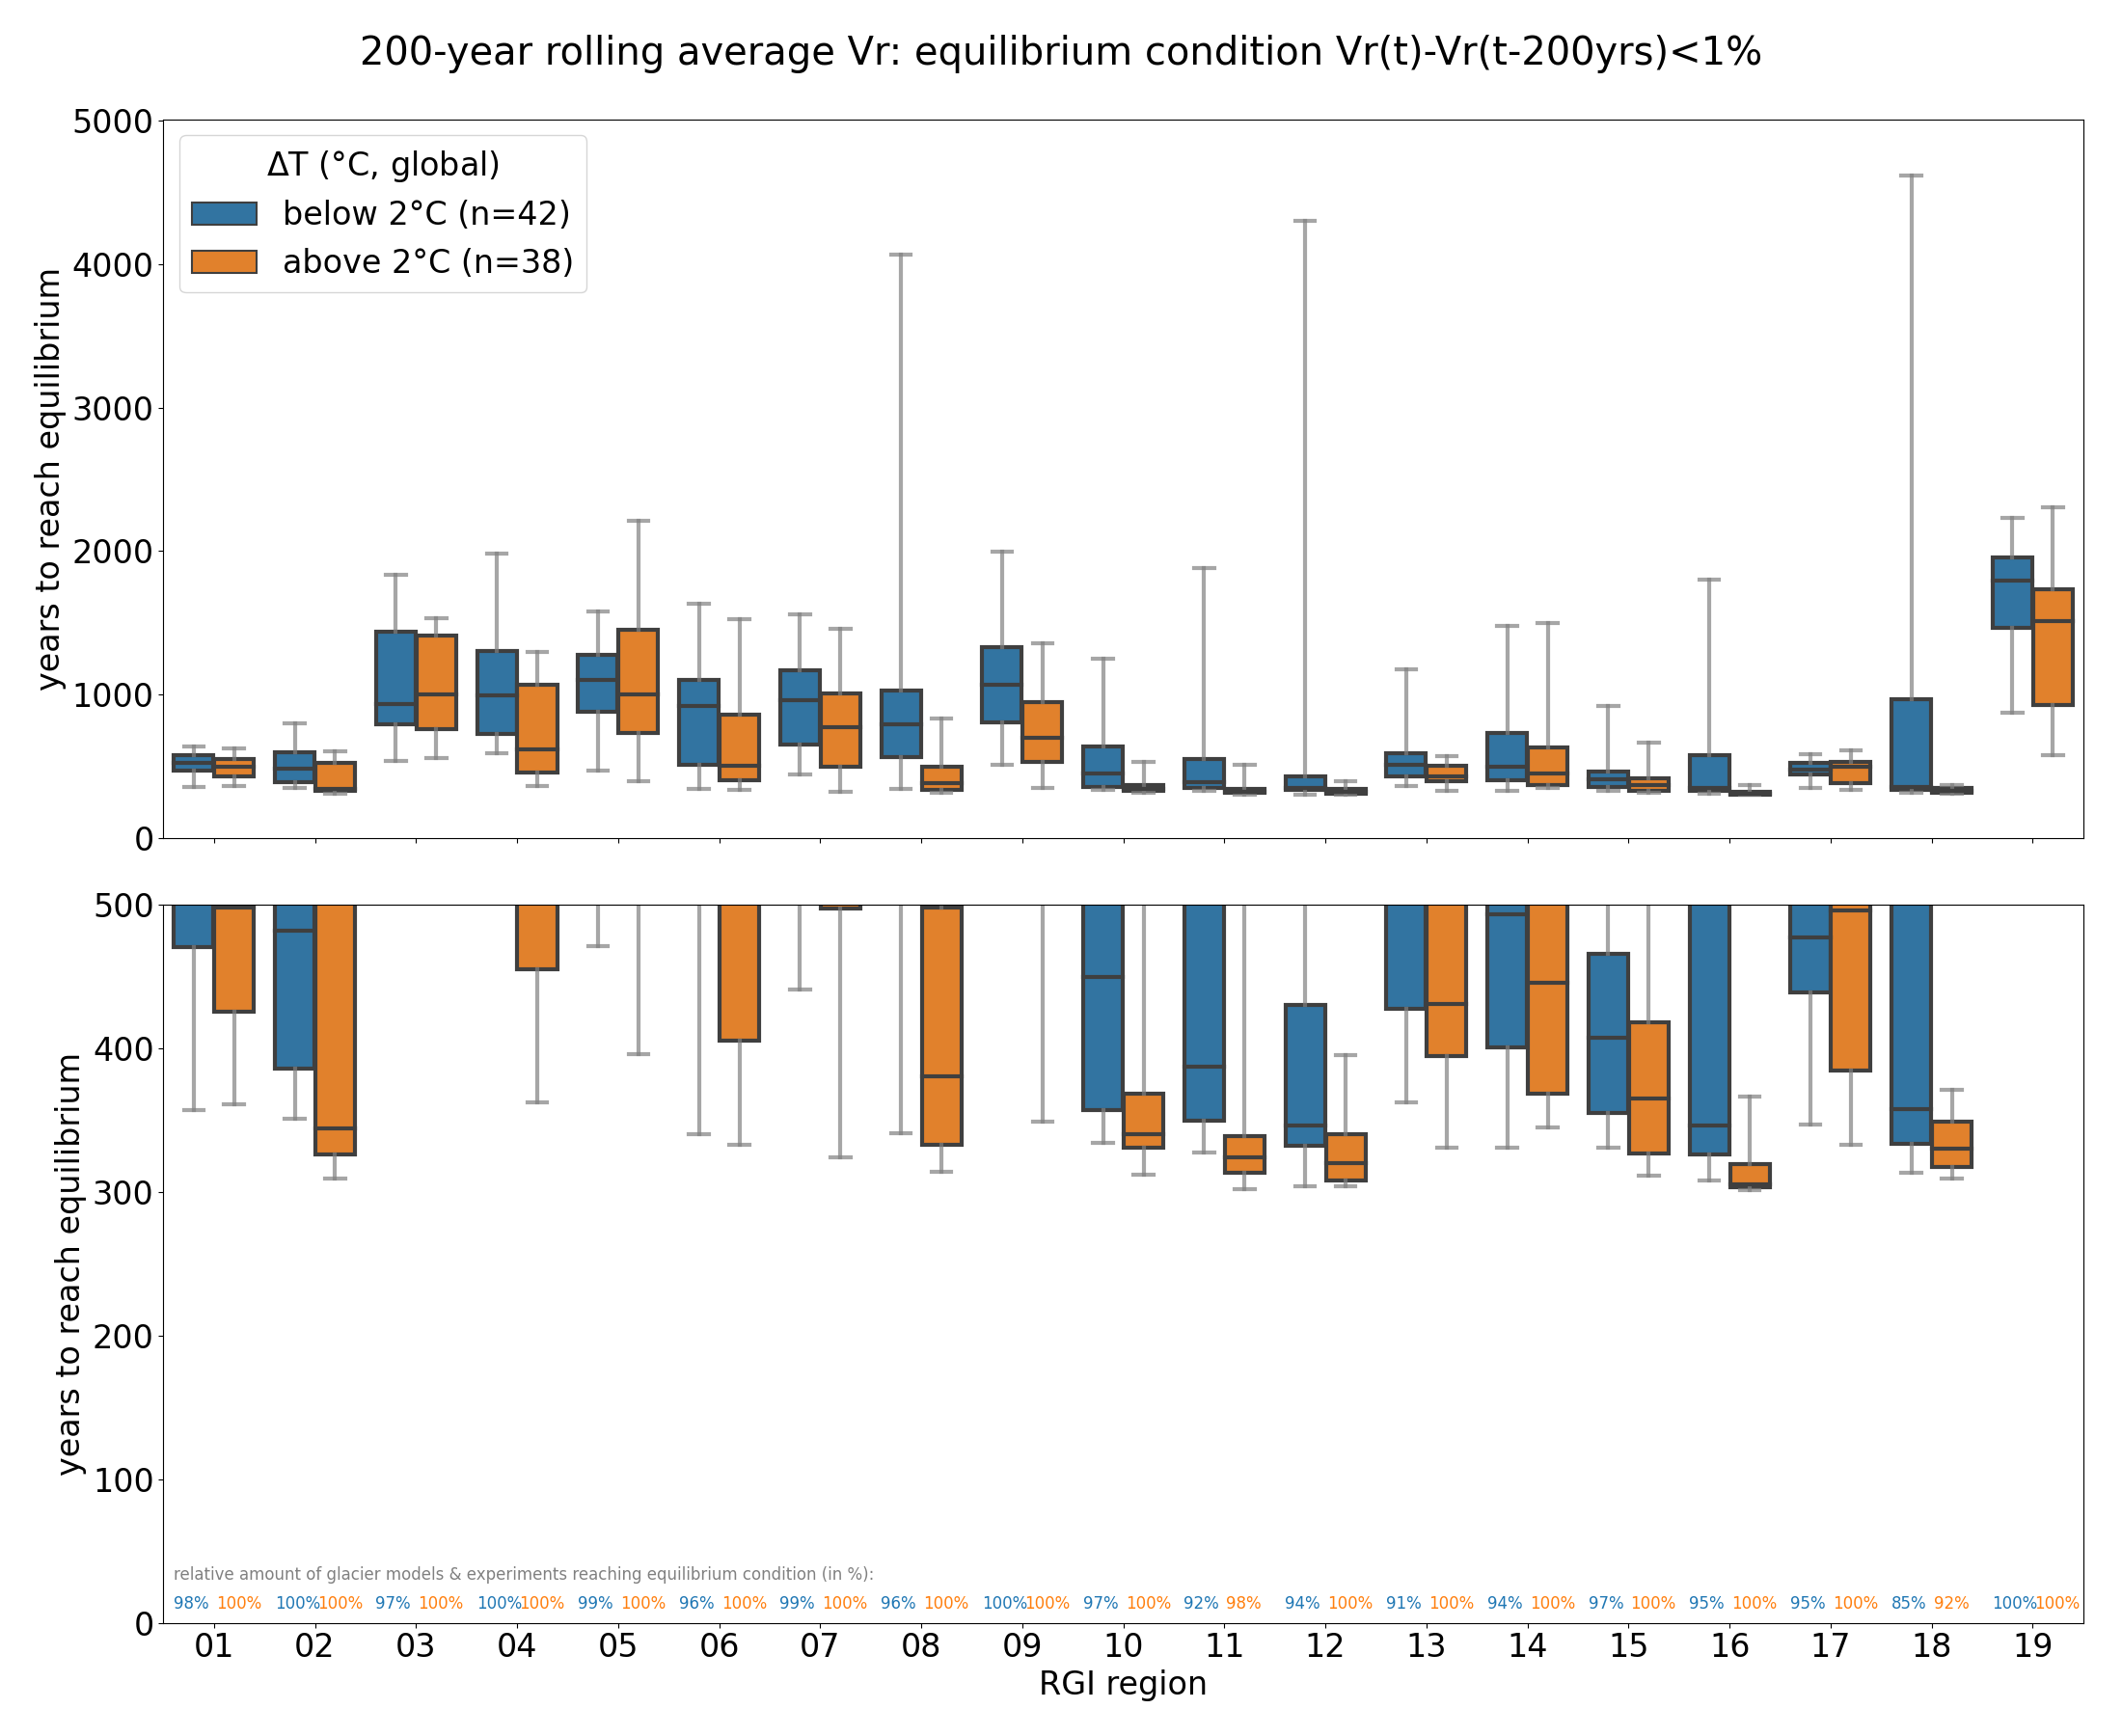 200-year rolling average Vr: equilibrium condition Vr(t)-Vr(t-200yrs)<1%
5000
4000
3000
2000
1000
0
years to reach equilibrium
ΔT (°C, global)
below 2°C (n=42)
above 2°C (n=38)
500
400
300
200
100
0
years to reach equilibrium
relative amount of glacier models & experiments reaching equilibrium condition (in %):
98% 100% 100% 100% 97% 100% 100% 100% 99% 100% 96% 100% 99% 100% 96% 100% 100% 100% 97% 100% 92% 98% 94% 100% 91% 100% 94% 100% 97% 100% 95% 100% 95% 100% 85% 92% 100% 100%
01 02 03 04 05 06 07 08 09 10 11 12 13 14 15 16 17 18 19
RGI region